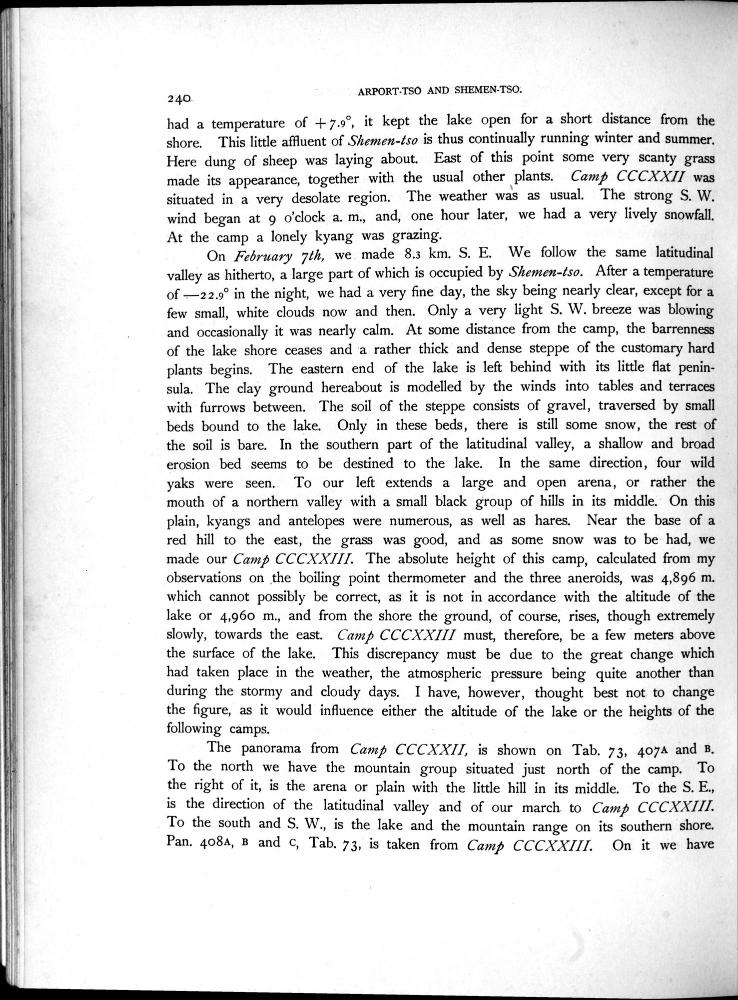 240
ARPORT-TSO AND SHEMEN-TSO.
had a temperature of +7.9°, it kept the lake open for a short distance from the
shore. This little affluent of Shemen-tso is thus continually running winter and summer.
Here dung of sheep was laying about. East of this point some very scanty grass
made its appearance, together with the usual other plants. Camp CCCXXII was
situated in a very desolate region. The weather was as usual. The strong S. W.
wind began at 9 o'clock a. m., and, one hour later, we had a very lively snowfall.
At the camp a lonely kyang was grazing.
On February 7th, we made 8.3 km. S. E. We follow the same latitudinal
valley as hitherto, a large part of which is occupied by Shemen-tso. After a temperature
of —22.9° in the night, we had a very fine day, the sky being nearly clear, except for a
few small, white clouds now and then. Only a very light S. W. breeze was blowing
and occasionally it was nearly calm. At some distance from the camp, the barrenness
of the lake shore ceases and a rather thick and dense steppe of the customary hard
plants begins. The eastern end of the lake is left behind with its little flat penin-
sula. The clay ground hereabout is modelled by the winds into tables and terraces
with furrows between. The soil of the steppe consists of gravel, traversed by small
beds bound to the lake. Only in these beds, there is still some snow, the rest of
the soil is bare. In the southern part of the latitudinal valley, a shallow and broad
erosion bed seems to be destined to the lake. In the same direction, four wild
yaks were seen. To our left extends a large and open arena, or rather the
mouth of a northern valley with a small black group of hills in its middle. On this
plain, kyangs and antelopes were numerous, as well as hares. Near the base of a
red hill to the east, the grass was good, and as some snow was to be had, we
made our Camp CCCXXIII. The absolute height of this camp, calculated from my
observations on the boiling point thermometer and the three aneroids, was 4,896 m.
which cannot possibly be correct, as it is not in accordance with the altitude of the
lake or 4,960 m., and from the shore the ground, of course, rises, though extremely
slowly, towards the east. Camp CCCXXIII must, therefore, be a few meters above
the surface of the lake. This discrepancy must be due to the great change which
had taken place in the weather, the atmospheric pressure being quite another than
during the stormy and cloudy days. I have, however, thought best not to change
the figure, as it would influence either the altitude of the lake or the heights of the
following camps.
The panorama from Camp CCCXXII, is shown on Tab. 73, 407A and B.
To the north we have the mountain group situated just north of the camp. To
the right of it, is the arena or plain with the little hill in its middle. To the S. E.,
is the direction of the latitudinal valley and of our march to Camp CCCXXIII.
To the south and S. W., is the lake and the mountain range on its southern shore.
Pan. 408A, B and C, Tab. 73, is taken from Camp CCCXXIII. On it we have